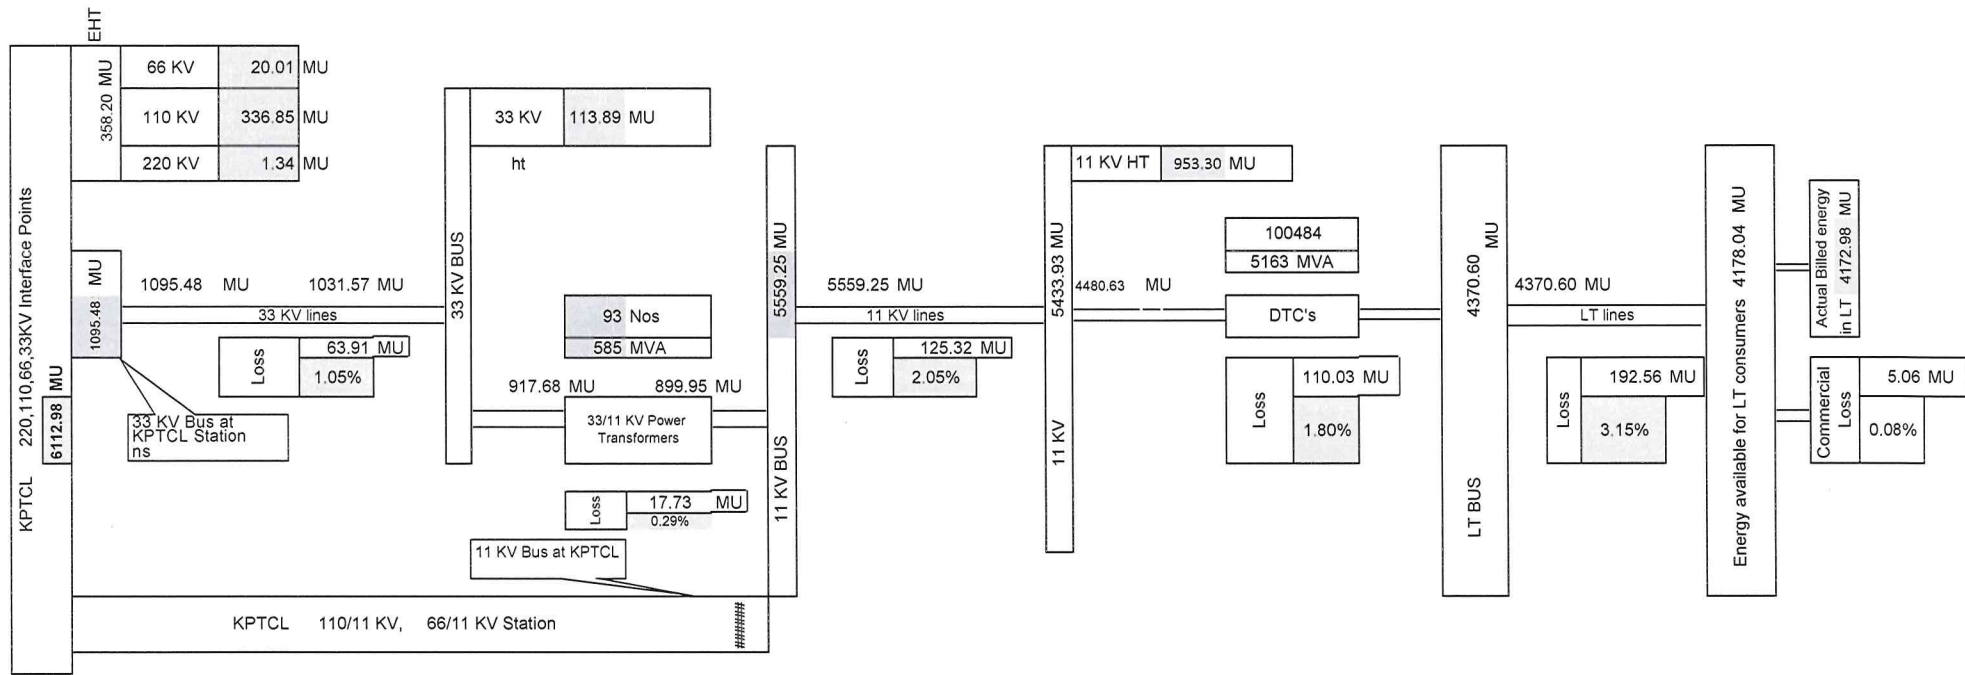 KPTCL 220,110,66,33KV Interface Points
6112.98 MU
EHT
358.20 MU
66 KV 20.01 MU
110 KV 336.85 MU
220 KV 1.34 MU
1095.48 MU
1095.48 MU 1031.57 MU
33 KV lines
Loss
63.91 MU
1.05%
33 KV Bus at
KPTCL Station
ns
33 KV BUS
33 KV 113.89 MU
ht
93 Nos
585 MVA
917.68 MU 899.95 MU
33/11 KV Power
Transformers
Loss
17.73 MU
0.29%
11 KV Bus at KPTCL
KPTCL 110/11 KV, 66/11 KV Station
11 KV BUS
5559.25 MU
5559.25 MU
11 KV lines
Loss
125.32 MU
2.05%
11 KV
5433.93 MU
11 KV HT 953.30 MU
4480.63 MU
100484
5163 MVA
DTC's
Loss
110.03 MU
1.80%
LT BUS
4370.60
MU
4370.60 MU
LT lines
Loss
192.56 MU
3.15%
Energy available for LT consumers 4178.04 MU
Actual Billed energy
in LT 4172.98 MU
Commercial
Loss
5.06 MU
0.08%